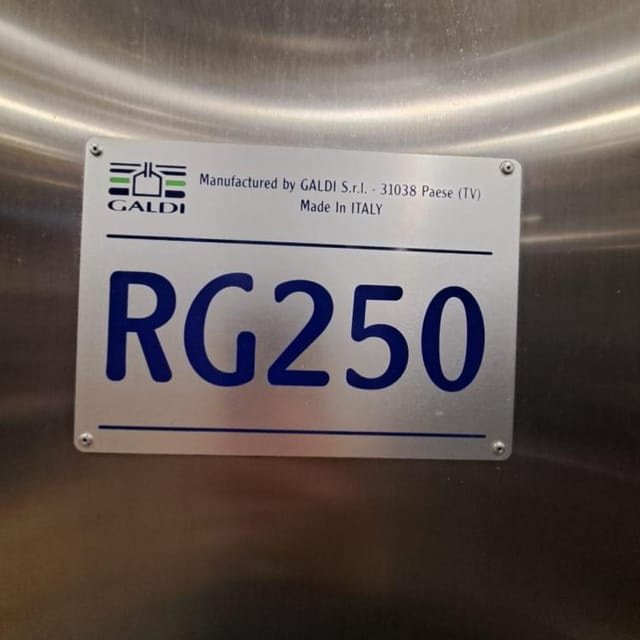 GALDI
Manufactured by GALDI S.r.l. - 31038 Paese (TV)
Made In ITALY
RG250